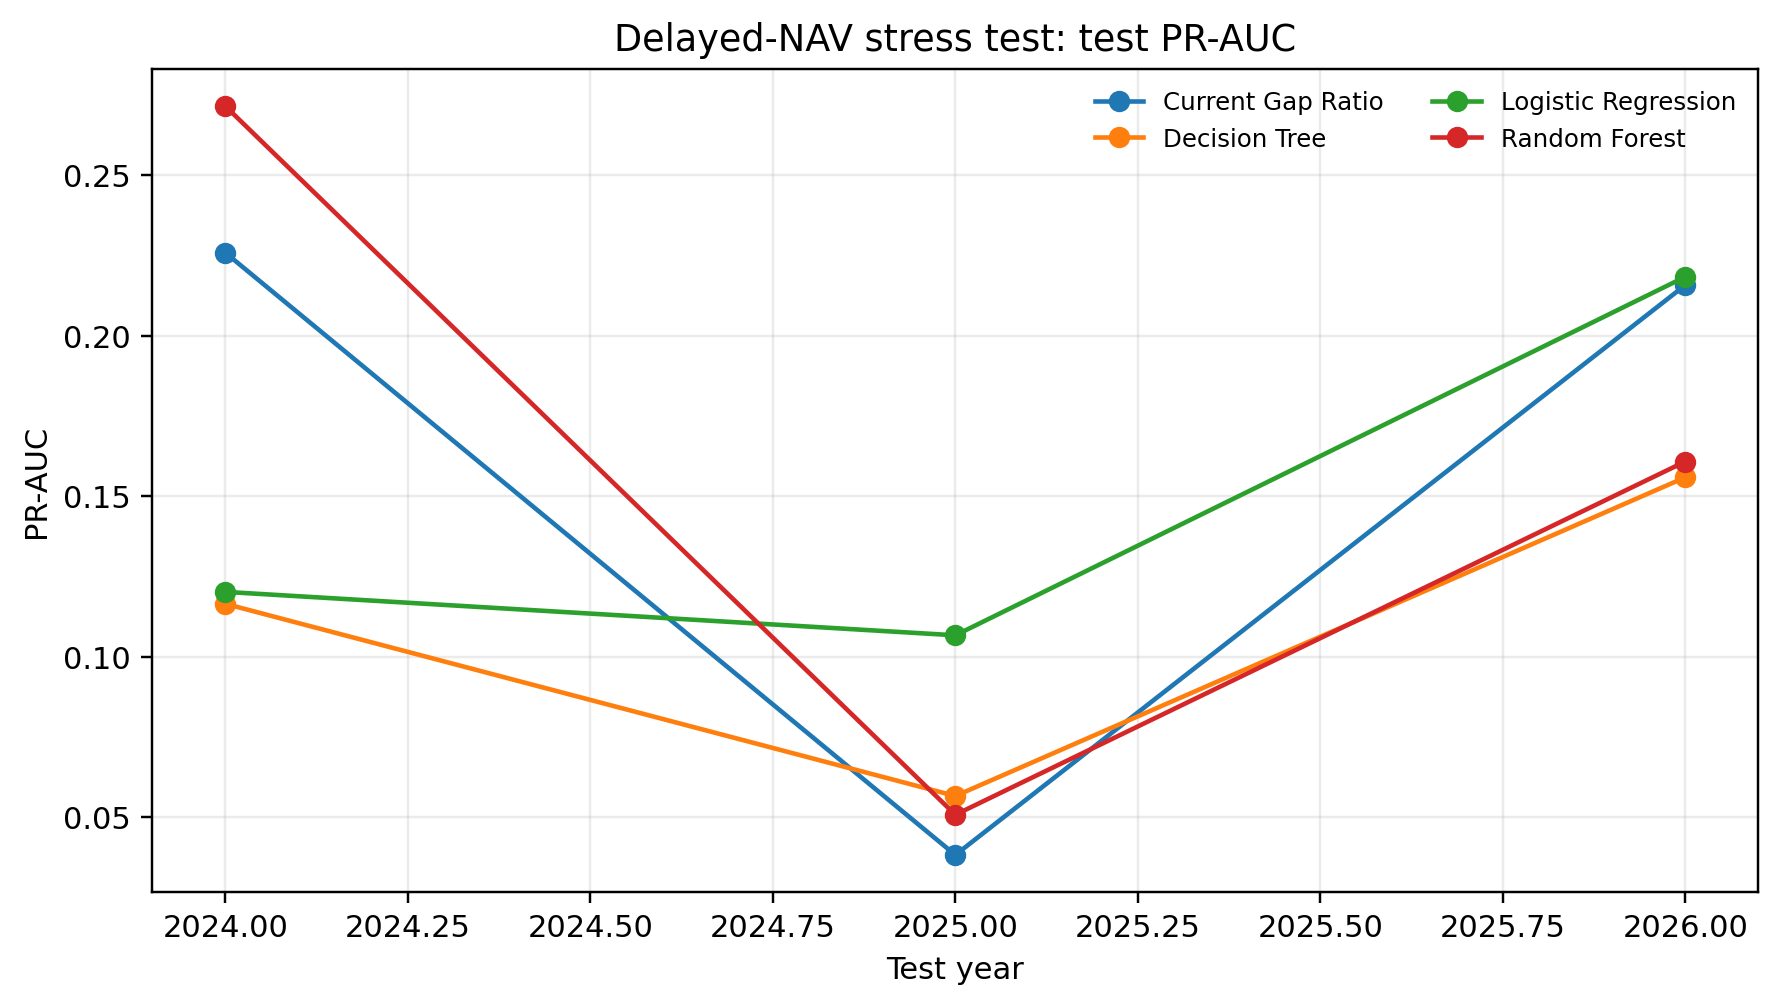 Delayed-NAV stress test: test PR-AUC
Current Gap Ratio
Decision Tree
Logistic Regression
Random Forest
PR-AUC
0.25
0.20
0.15
0.10
0.05
2024.00 2024.25 2024.50 2024.75 2025.00 2025.25 2025.50 2025.75 2026.00
Test year